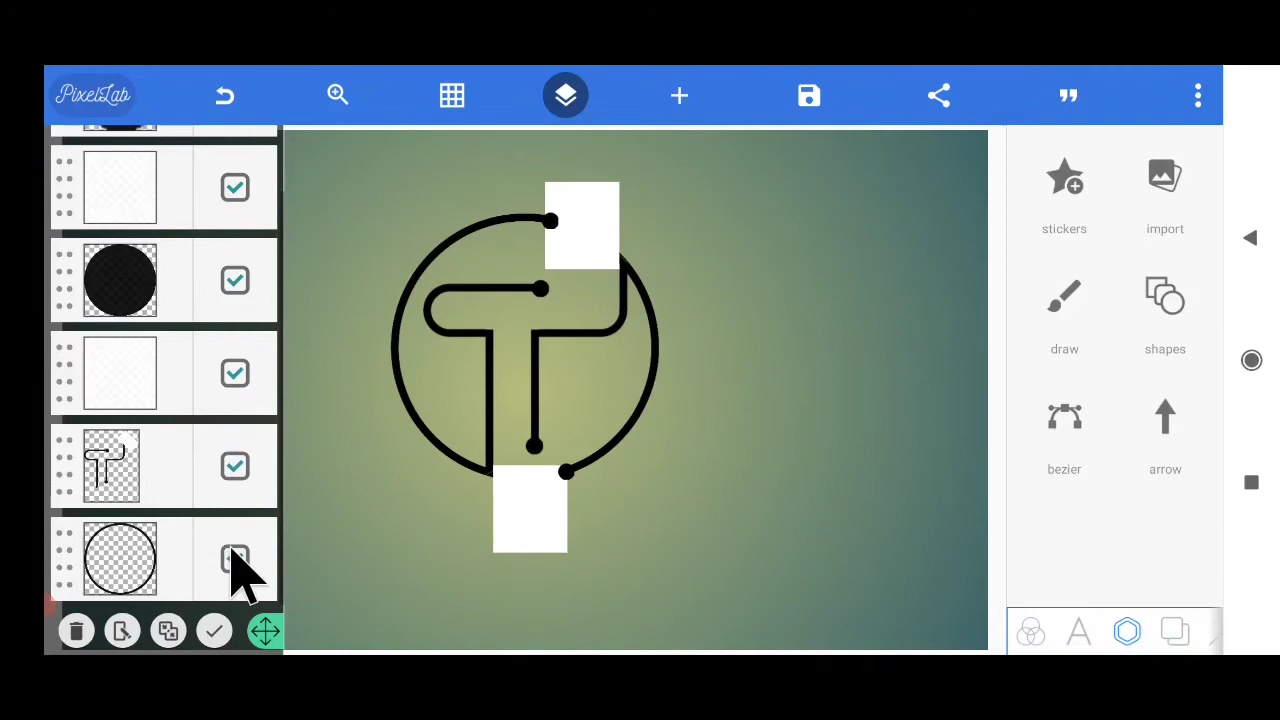 PixelLab
stickers
import
draw
shapes
bezier
arrow